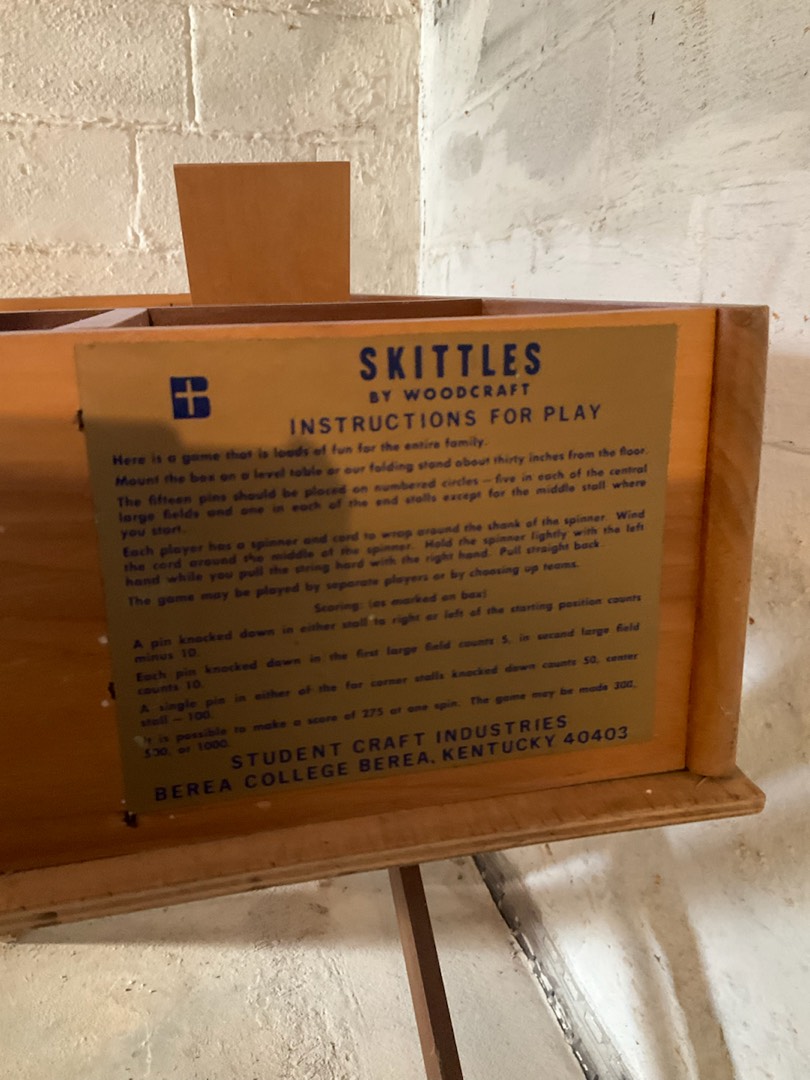 SKITTLES
BY WOODCRAFT
INSTRUCTIONS FOR PLAY
Here is a game that is loads of fun for the entire family.
Mount the box on a level table or our folding stand about thirty inches from the floor.
The fifteen pins should be placed on numbered circles — five in each of the central
large fields and one in each of the end stalls except for the middle stall where
you start.
Each player has a spinner and cord to wrap around the shank of the spinner. Wind
the cord around the middle of the spinner. Hold the spinner lightly with the left
hand while you pull the string hard with the right hand. Pull straight back.
The game may be played by separate players or by choosing up teams.
Scoring: (as marked on box)
A pin knocked down in either stall to right or left of the starting position counts
minus 10.
Each pin knocked down in the first large field counts 5, in second large field
counts 10.
A single pin in either of the far corner stalls knocked down counts 50, center
stall — 100.
It is possible to make a score of 275 at one spin. The game may be made 300,
500, or 1000.
STUDENT CRAFT INDUSTRIES
BEREA COLLEGE BEREA, KENTUCKY 40403